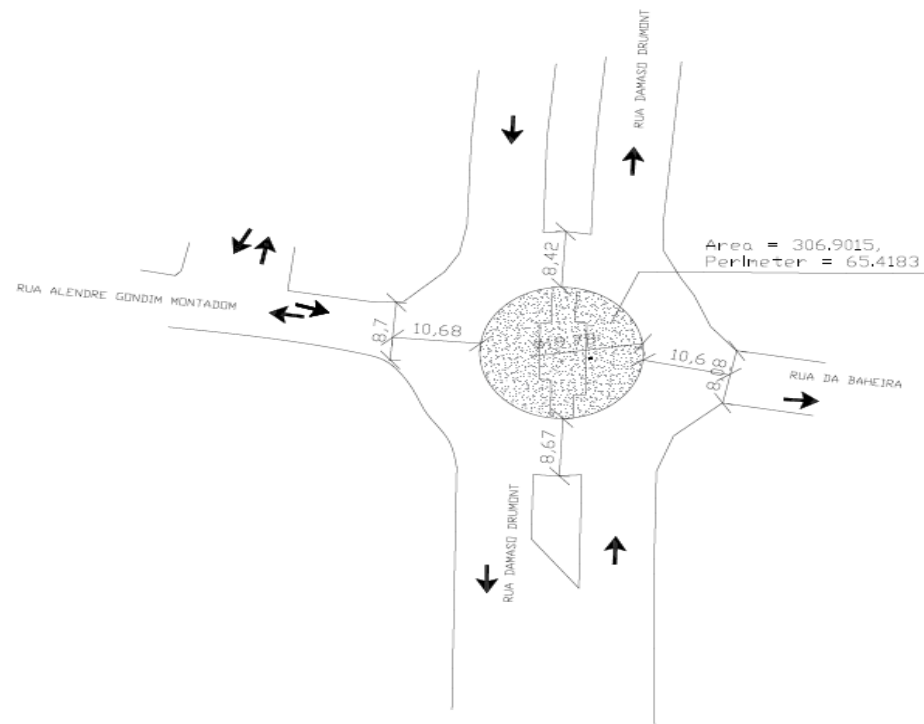 RUA DAMASO DRUMONT
8,42
Area = 306.9015,
Perimeter = 65.4183
RUA ALENDRE GONDIM MONTADOM
8,7
10,68
10,6
8,08
RUA DA BAHEIRA
8,67
RUA DAMASO DRUMONT